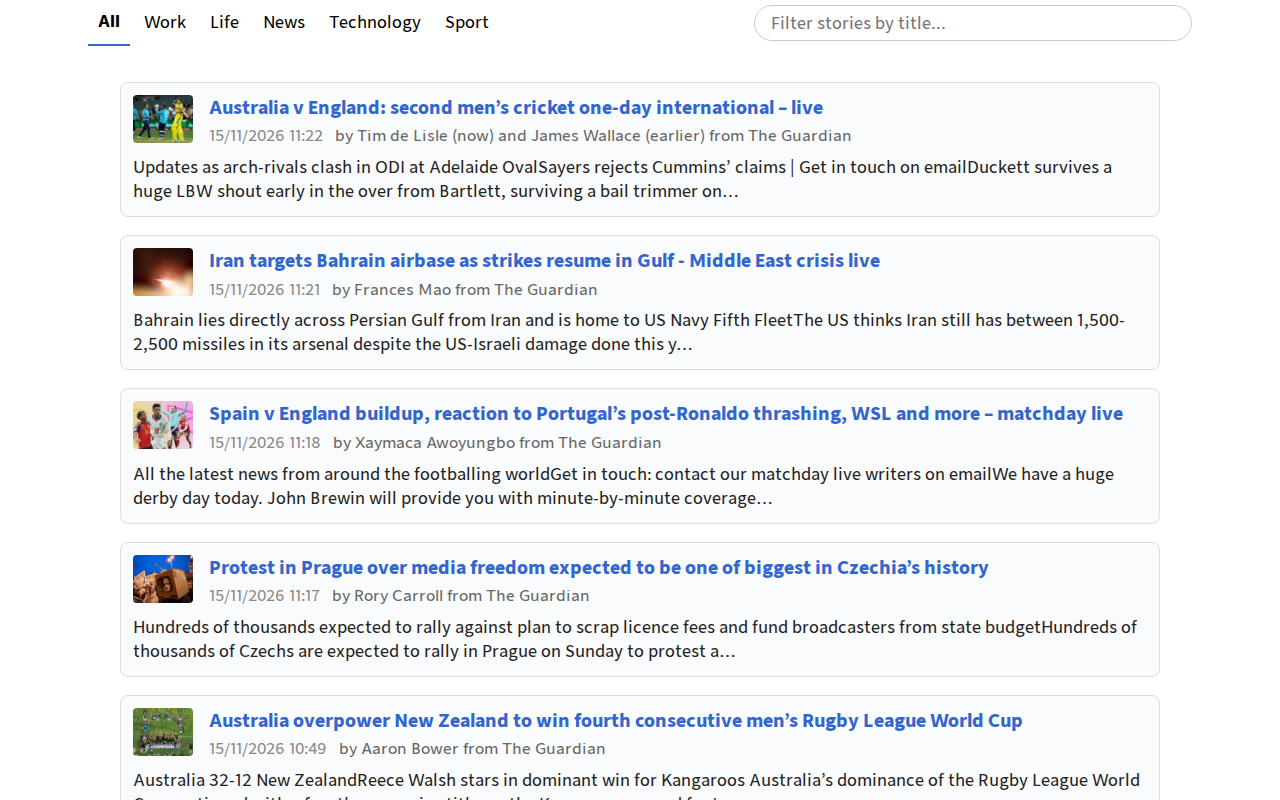 All Work Life News Technology Sport Filter stories by title...
Australia v England: second men’s cricket one-day international – live
15/11/2026 11:22 by Tim de Lisle (now) and James Wallace (earlier) from The Guardian
Updates as arch-rivals clash in ODI at Adelaide OvalSayers rejects Cummins’ claims | Get in touch on emailDuckett survives a
huge LBW shout early in the over from Bartlett, surviving a bail trimmer on…
Iran targets Bahrain airbase as strikes resume in Gulf - Middle East crisis live
15/11/2026 11:21 by Frances Mao from The Guardian
Bahrain lies directly across Persian Gulf from Iran and is home to US Navy Fifth FleetThe US thinks Iran still has between 1,500-
2,500 missiles in its arsenal despite the US-Israeli damage done this y…
Spain v England buildup, reaction to Portugal’s post-Ronaldo thrashing, WSL and more – matchday live
15/11/2026 11:18 by Xaymaca Awoyungbo from The Guardian
All the latest news from around the footballing worldGet in touch: contact our matchday live writers on emailWe have a huge
derby day today. John Brewin will provide you with minute-by-minute coverage…
Protest in Prague over media freedom expected to be one of biggest in Czechia’s history
15/11/2026 11:17 by Rory Carroll from The Guardian
Hundreds of thousands expected to rally against plan to scrap licence fees and fund broadcasters from state budgetHundreds of
thousands of Czechs are expected to rally in Prague on Sunday to protest a…
Australia overpower New Zealand to win fourth consecutive men’s Rugby League World Cup
15/11/2026 10:49 by Aaron Bower from The Guardian
Australia 32-12 New ZealandReece Walsh stars in dominant win for Kangaroos Australia’s dominance of the Rugby League World